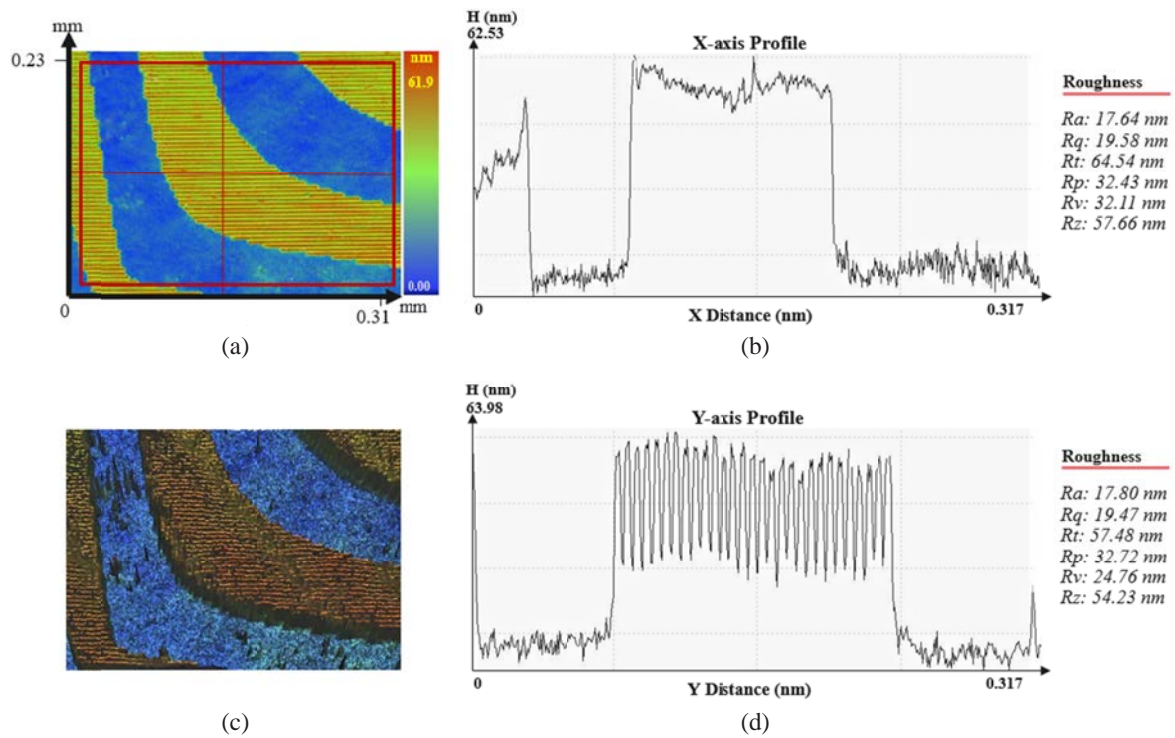 mm
0.23
nm
61.9
0.00
0
0.31
mm
(a)
H (nm)
62.53
X-axis Profile
0
X Distance (nm)
0.317
Roughness
Ra: 17.64 nm
Rq: 19.58 nm
Rt: 64.54 nm
Rp: 32.43 nm
Rv: 32.11 nm
Rz: 57.66 nm
(b)
(c)
H (nm)
63.98
Y-axis Profile
0
Y Distance (nm)
0.317
Roughness
Ra: 17.80 nm
Rq: 19.47 nm
Rt: 57.48 nm
Rp: 32.72 nm
Rv: 24.76 nm
Rz: 54.23 nm
(d)